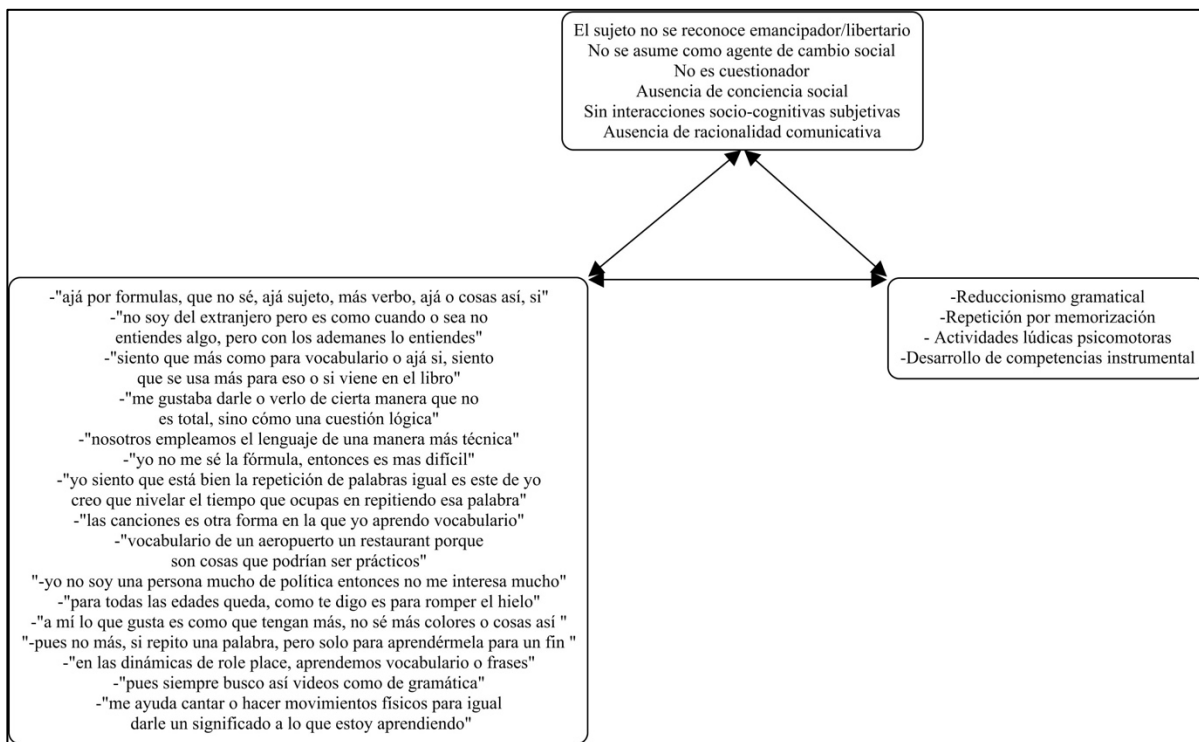 El sujeto no se reconoce emancipador/libertario
No se asume como agente de cambio social
No es cuestionador
Ausencia de conciencia social
Sin interacciones socio-cognitivas subjetivas
Ausencia de racionalidad comunicativa
-"ajá por formulas, que no sé, ajá sujeto, más verbo, ajá o cosas así, si"
-"no soy del extranjero pero es como cuando o sea no
entiendes algo, pero con los ademanes lo entiendes"
-"siento que más como para vocabulario o ajá si, siento
que se usa más para eso o si viene en el libro"
-"me gustaba darle o verlo de cierta manera que no
es total, sino cómo una cuestión lógica"
-"nosotros empleamos el lenguaje de una manera más técnica"
-"yo no me sé la fórmula, entonces es mas difícil"
-"yo siento que está bien la repetición de palabras igual es este de yo
creo que nivelar el tiempo que ocupas en repitiendo esa palabra"
-"las canciones es otra forma en la que yo aprendo vocabulario"
-"vocabulario de un aeropuerto un restaurant porque
son cosas que podrían ser prácticos"
"-yo no soy una persona mucho de política entonces no me interesa mucho"
-"para todas las edades queda, como te digo es para romper el hielo"
-"a mí lo que gusta es como que tengan más, no sé más colores o cosas así "
"-pues no más, si repito una palabra, pero solo para aprendérmela para un fin "
-"en las dinámicas de role place, aprendemos vocabulario o frases"
-"pues siempre busco así videos como de gramática"
-"me ayuda cantar o hacer movimientos físicos para igual
darle un significado a lo que estoy aprendiendo"
-Reduccionismo gramatical
-Repetición por memorización
- Actividades lúdicas psicomotoras
-Desarrollo de competencias instrumental